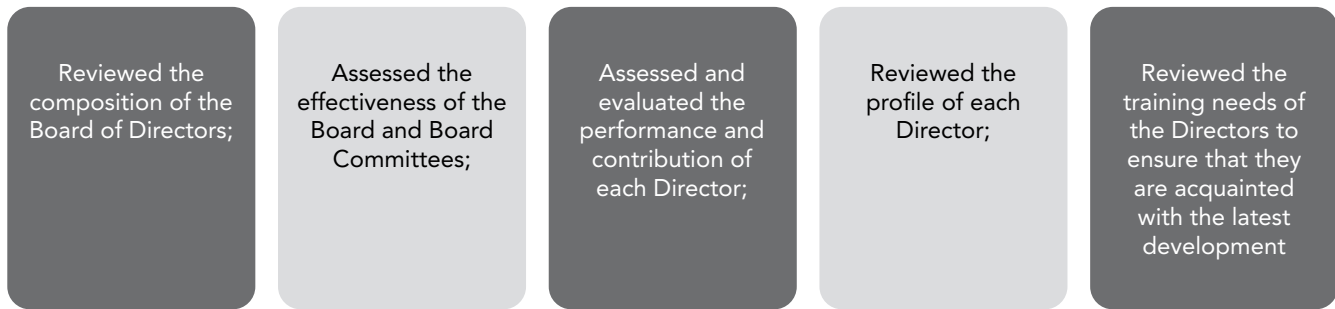 Reviewed the
composition of the
Board of Directors;
Assessed the
effectiveness of the
Board and Board
Committees;
Assessed and
evaluated the
performance and
contribution of
each Director;
Reviewed the
profile of each
Director;
Reviewed the
training needs of
the Directors to
ensure that they
are acquainted
with the latest
development